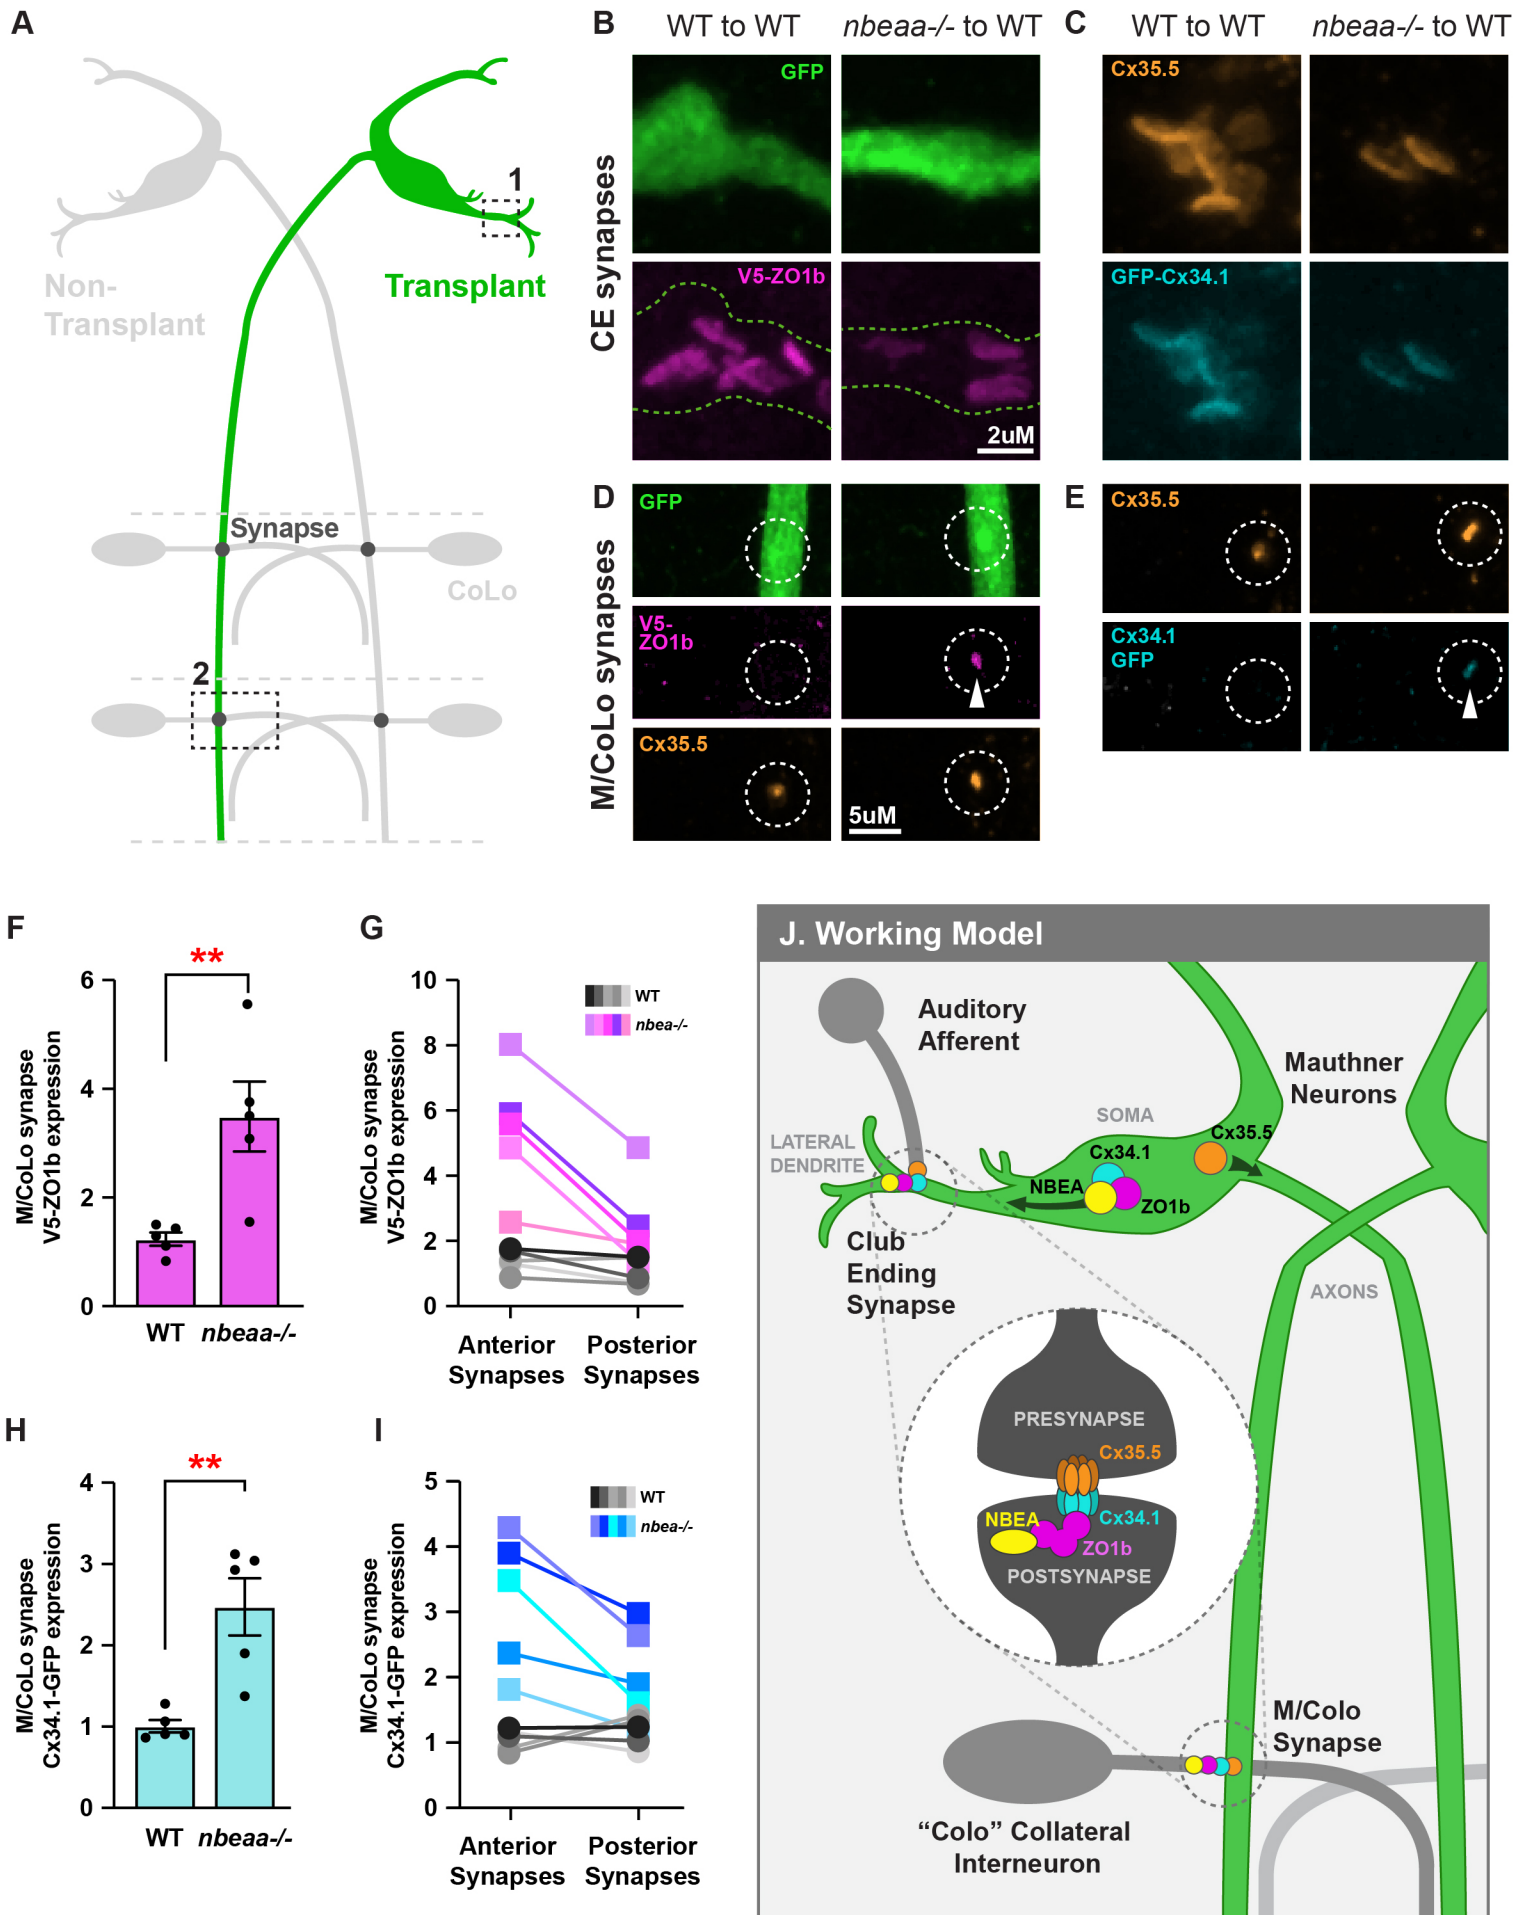 A
Non-
Transplant
Transplant
1
Synapse
CoLo
2
B
WT to WT
nbeaa-/- to WT
CE synapses
GFP
V5-ZO1b
2uM
C
WT to WT
nbeaa-/- to WT
Cx35.5
GFP-Cx34.1
D
M/CoLo synapses
GFP
V5-
ZO1b
Cx35.5
5uM
E
Cx35.5
Cx34.1
GFP
F
M/CoLo synapse
V5-ZO1b expression
6
4
2
0
**
WT
nbeaa-/-
G
M/CoLo synapse
V5-ZO1b expression
10
8
6
4
2
0
WT
nbea-/-
Anterior
Synapses
Posterior
Synapses
H
M/CoLo synapse
Cx34.1-GFP expression
4
3
2
1
0
**
WT
nbeaa-/-
I
M/CoLo synapse
Cx34.1-GFP expression
5
4
3
2
1
0
WT
nbea-/-
Anterior
Synapses
Posterior
Synapses
J. Working Model
Auditory
Afferent
Mauthner
Neurons
SOMA
LATERAL
DENDRITE
Cx35.5
Cx34.1
NBEA
ZO1b
Club
Ending
Synapse
AXONS
PRESYNAPSE
Cx35.5
NBEA
Cx34.1
ZO1b
POSTSYNAPSE
M/Colo
Synapse
“Colo” Collateral
Interneuron